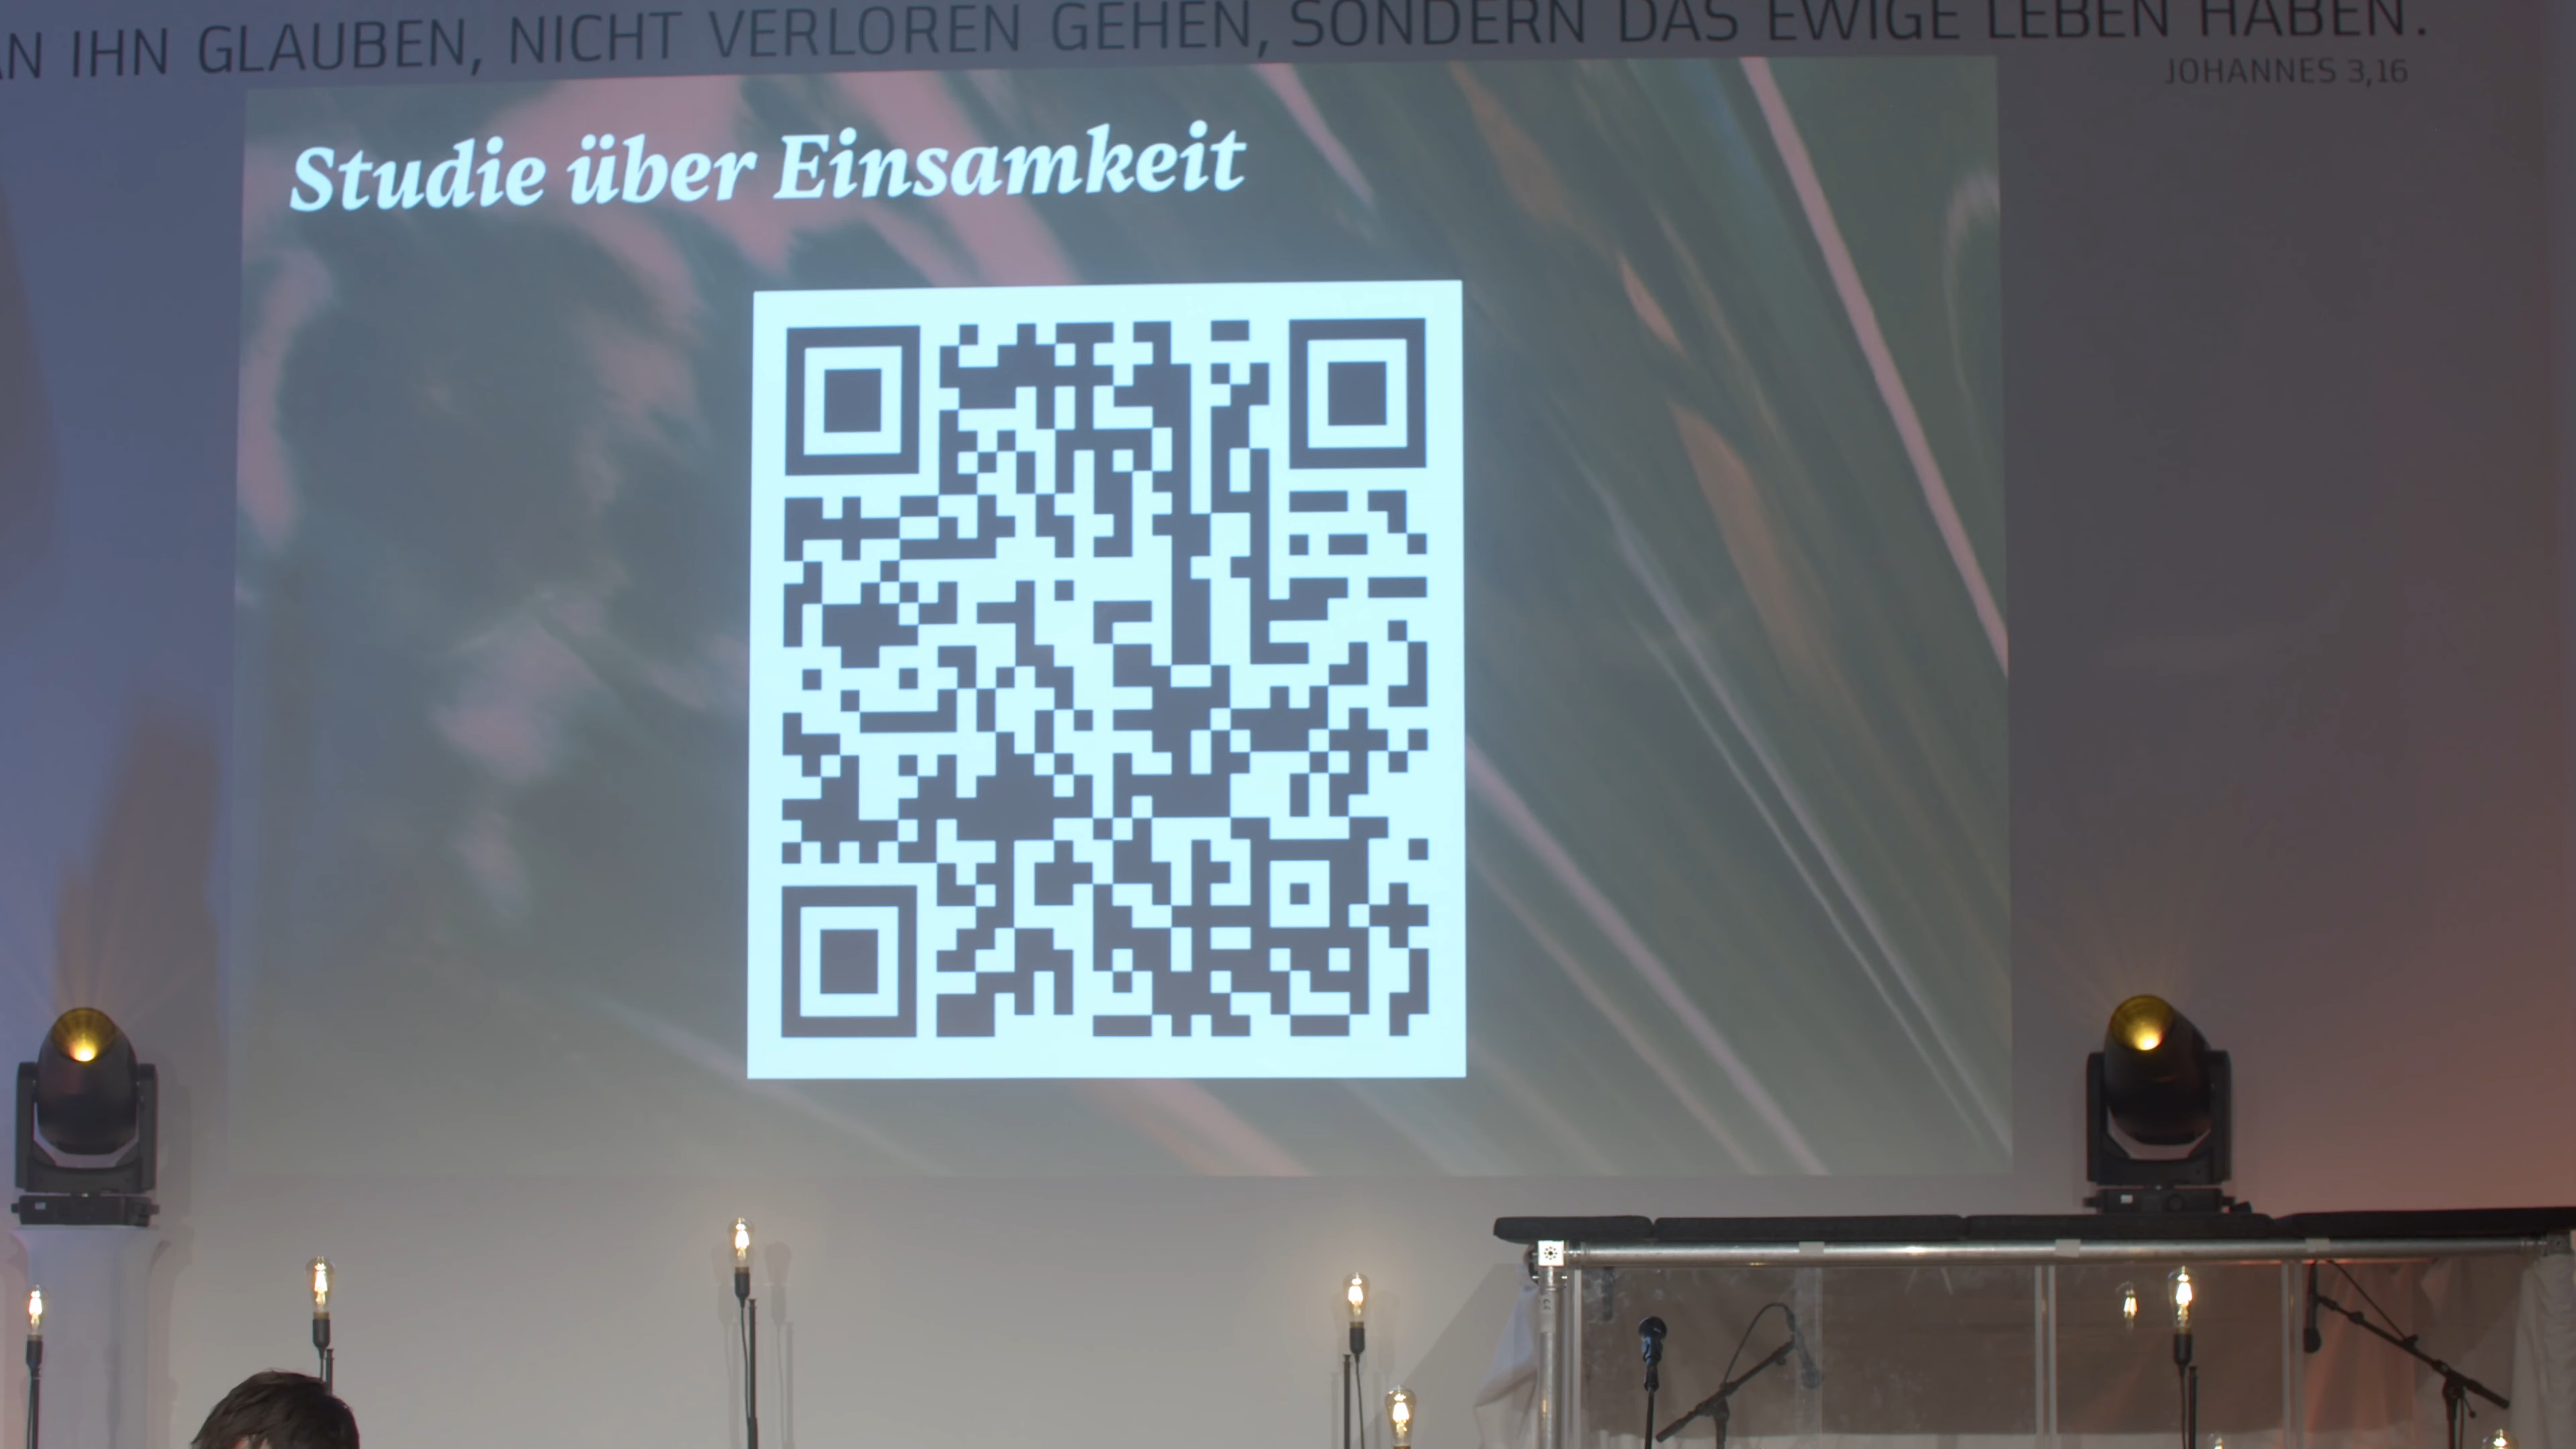 AN IHN GLAUBEN, NICHT VERLOREN GEHEN, SONDERN DAS EWIGE LEBEN HABEN.
JOHANNES 3,16
Studie über Einsamkeit